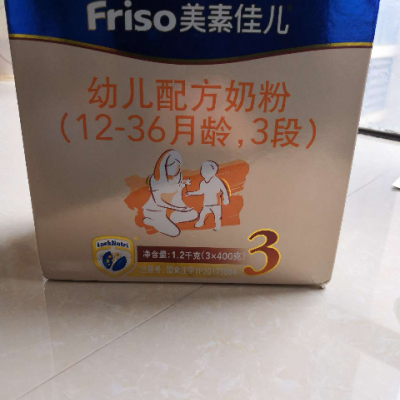 Friso美素佳儿
幼儿配方奶粉
(12-36月龄,3段)
LockNutri
净含量:1.2千克(3×400克)
3